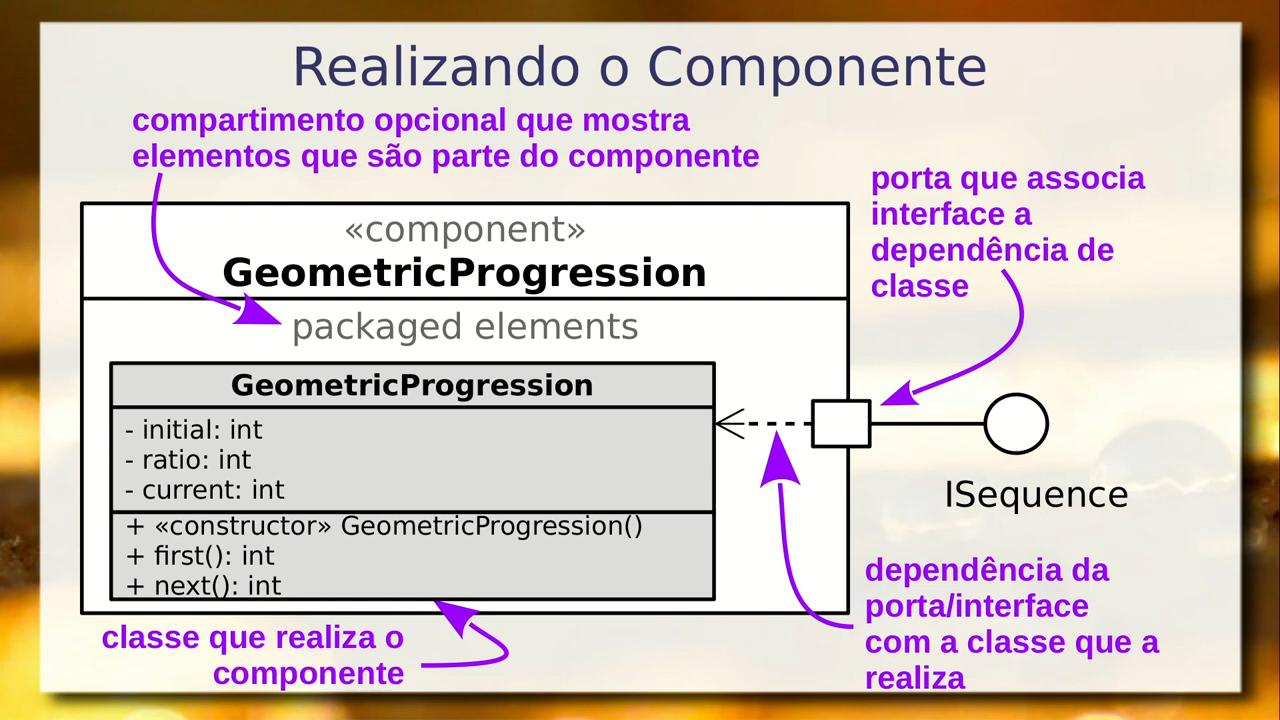 Realizando o Componente
compartimento opcional que mostra
elementos que são parte do componente
porta que associa
interface a
dependência de
classe
«component»
GeometricProgression
packaged elements
GeometricProgression
- initial: int
- ratio: int
- current: int
+ «constructor» GeometricProgression()
+ first(): int
+ next(): int
ISequence
dependência da
porta/interface
com a classe que a
realiza
classe que realiza o
componente